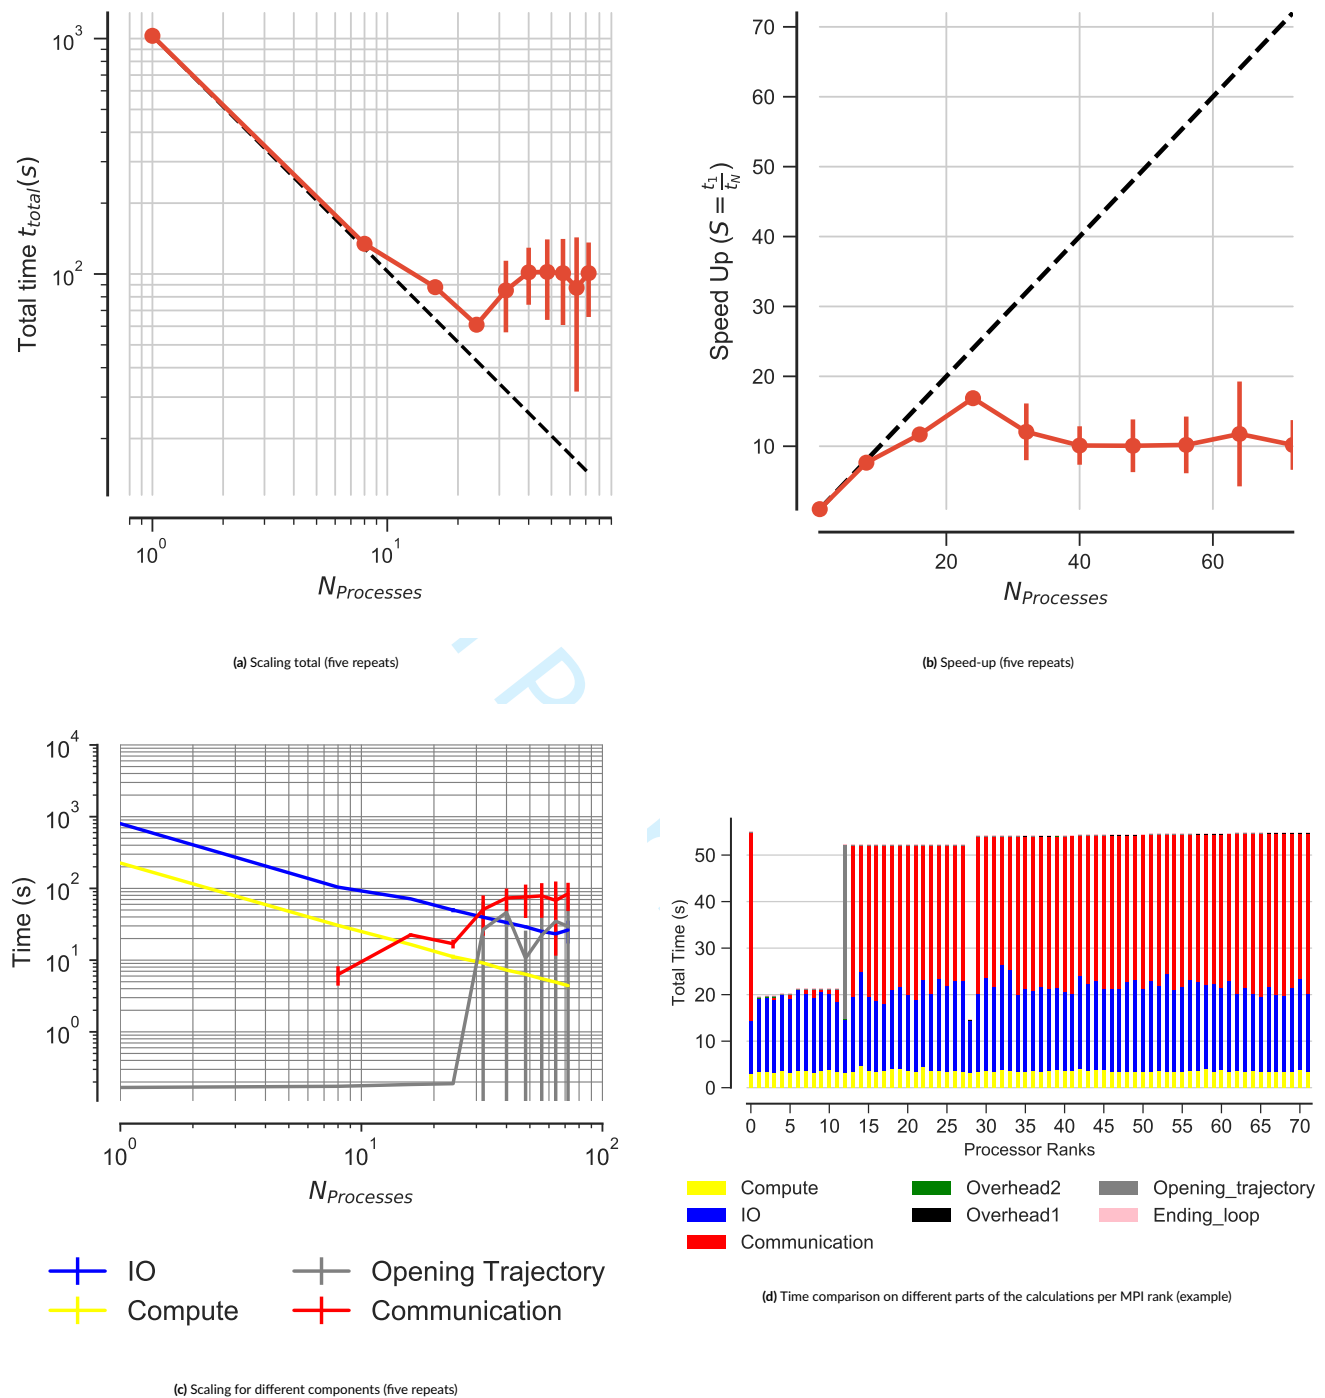 10^3
10^2
Total time t_total(s)
10^0 10^1
N_Processes
(a) Scaling total (five repeats)
70
60
50
40
30
20
10
Speed Up (S = t_1/t_N)
20 40 60
N_Processes
(b) Speed-up (five repeats)
P
10^4
10^3
10^2
10^1
10^0
Time (s)
10^0 10^1 10^2
N_Processes
IO Opening Trajectory
Compute Communication
(c) Scaling for different components (five repeats)
50
40
30
20
10
0
Total Time (s)
0 5 10 15 20 25 30 35 40 45 50 55 60 65 70
Processor Ranks
Compute Overhead2 Opening_trajectory
IO Overhead1 Ending_loop
Communication
(d) Time comparison on different parts of the calculations per MPI rank (example)